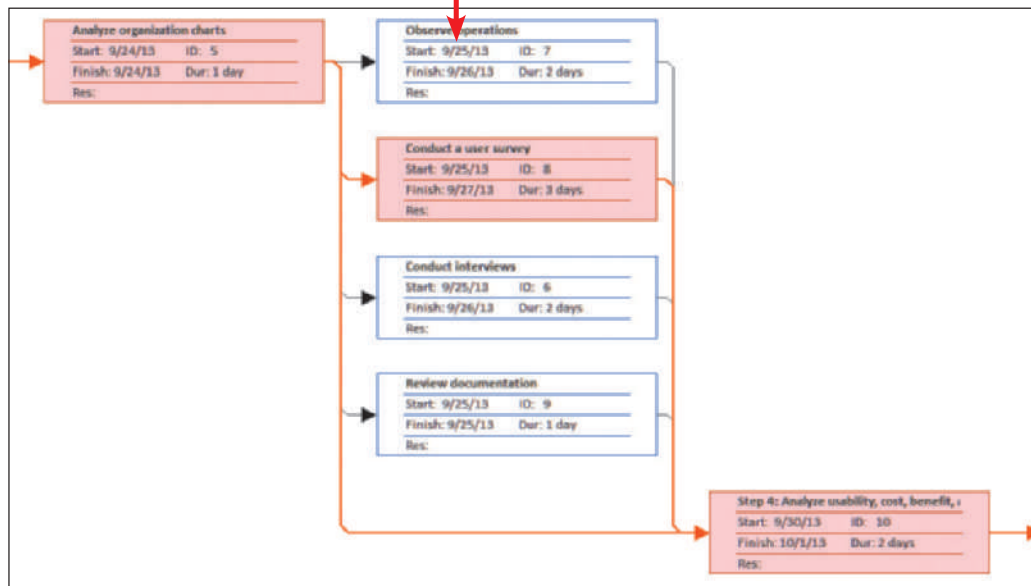 Analyze organization charts
Start: 9/24/13 ID: 5
Finish: 9/24/13 Dur: 1 day
Res:
Observe operations
Start: 9/25/13 ID: 7
Finish: 9/26/13 Dur: 2 days
Res:
Conduct a user survey
Start: 9/25/13 ID: 8
Finish: 9/27/13 Dur: 3 days
Res:
Conduct interviews
Start: 9/25/13 ID: 6
Finish: 9/26/13 Dur: 2 days
Res:
Review documentation
Start: 9/25/13 ID: 9
Finish: 9/25/13 Dur: 1 day
Res:
Step 4: Analyze usability, cost, benefit,
Start: 9/30/13 ID: 10
Finish: 10/1/13 Dur: 2 days
Res: